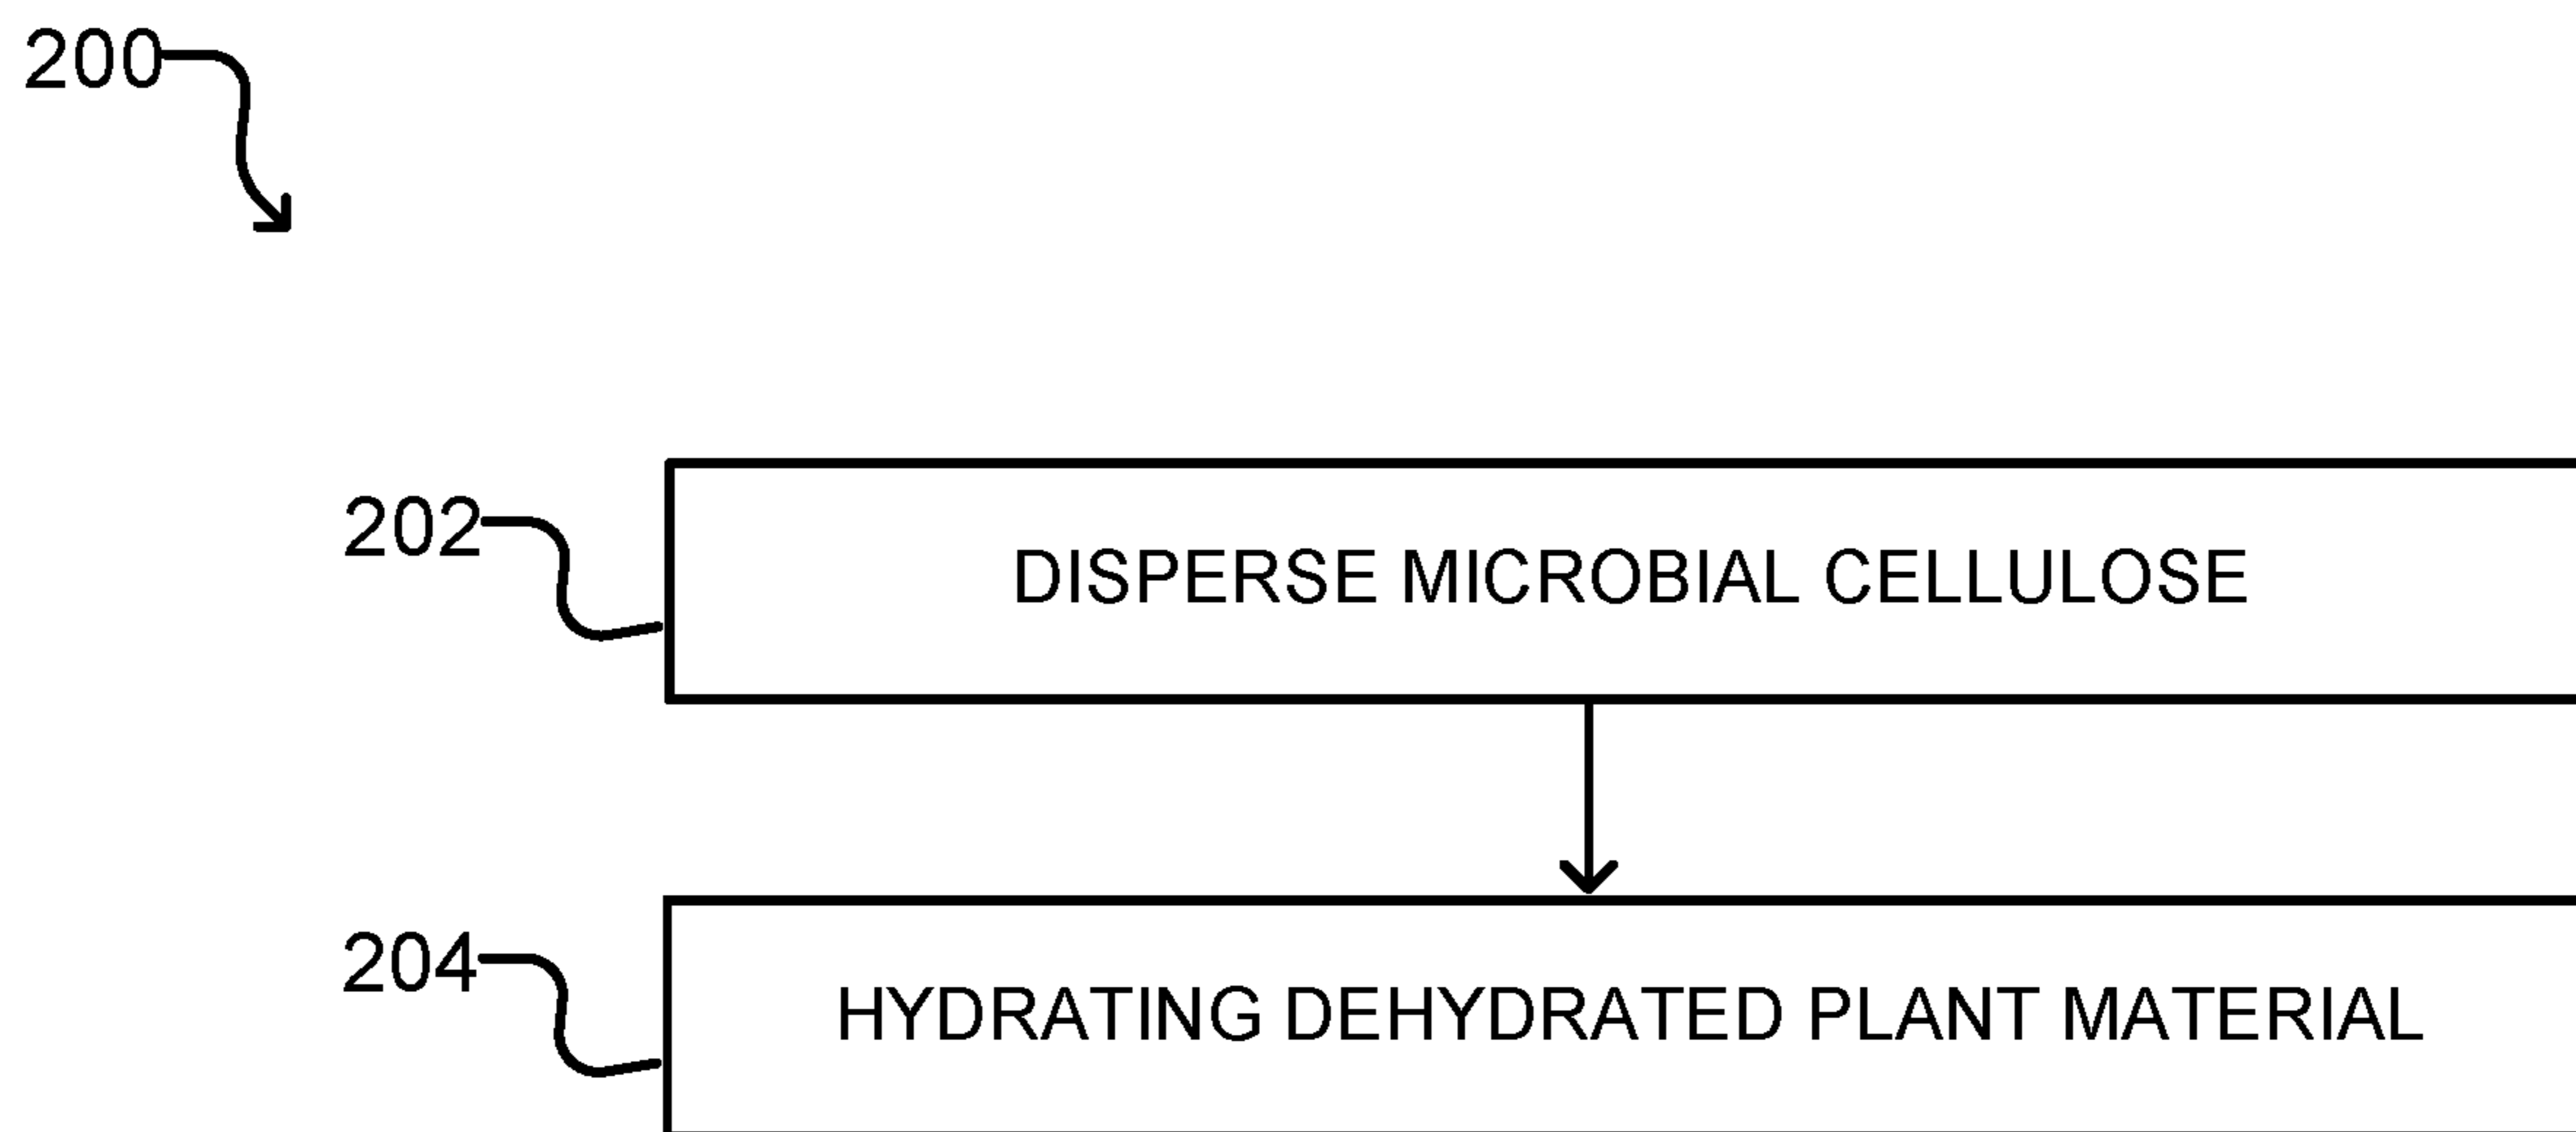 200
202
DISPERSE MICROBIAL CELLULOSE
204
HYDRATING DEHYDRATED PLANT MATERIAL